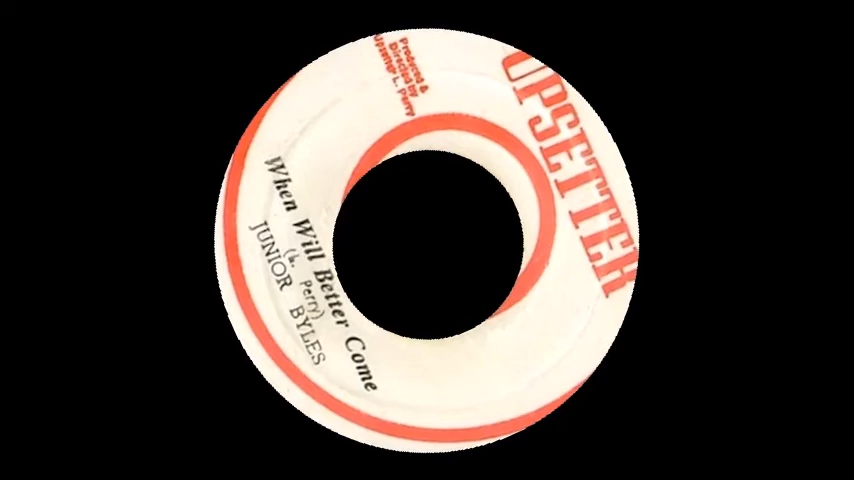 UPSETTER
Produced &
Directed by
Upsetter L. Perry
When Will Better Come
(L. Perry)
JUNIOR BYLES